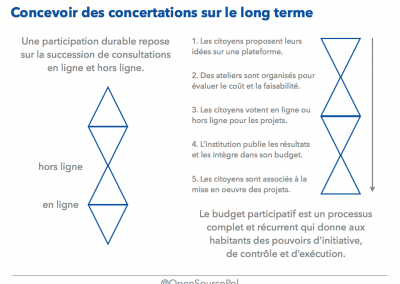 Concevoir des concertations sur le long terme
Une participation durable repose
sur la succession de consultations
en ligne et hors ligne.
hors ligne
en ligne
1. Les citoyens proposent leurs
idées sur une plateforme.
2. Des ateliers sont organisés pour
évaluer le coût et la faisabilité.
3. Les citoyens votent en ligne ou
hors ligne pour les projets.
4. L'institution publie les résultats
et les intègre dans son budget.
5. Les citoyens sont associés à la
mise en oeuvre des projets.
Le budget participatif est un processus
complet et récurrent qui donne aux
habitants des pouvoirs d'initiative,
de contrôle et d'exécution.
@OpenSourcePol